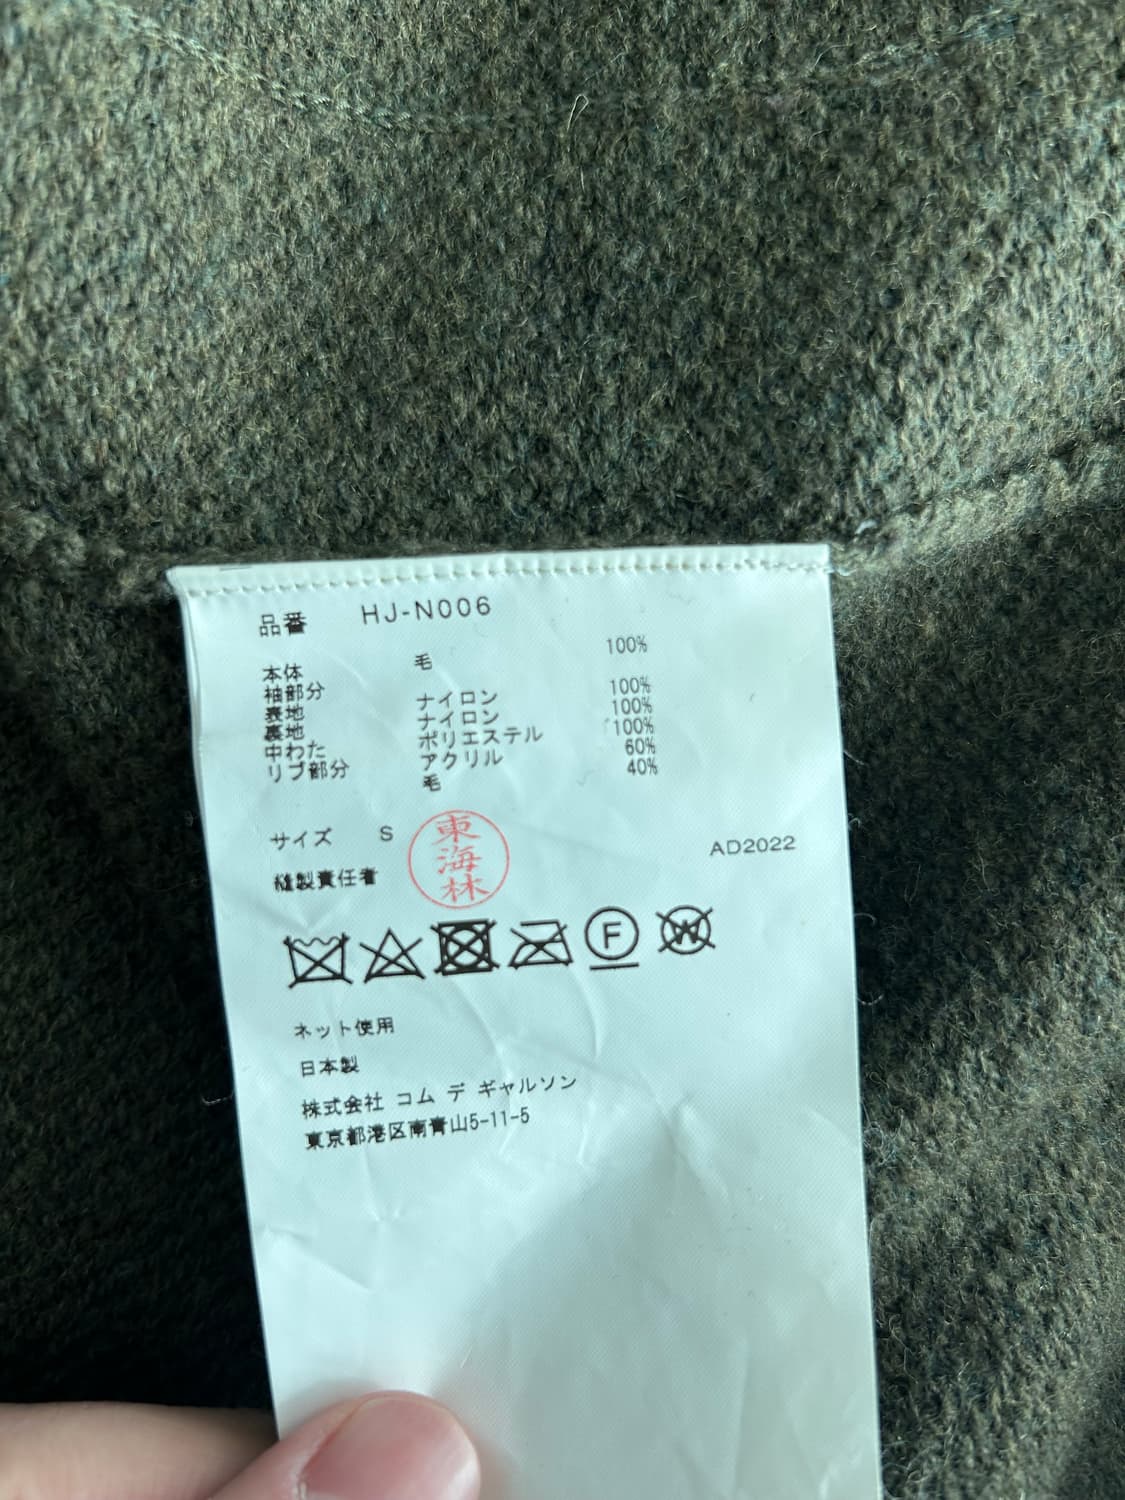 品番 HJ-N006
本体 毛 100%
袖部分
表地 ナイロン 100%
裏地 ナイロン 100%
中わた ポリエステル 100%
リブ部分 アクリル 60%
毛 40%
サイズ S
AD2022
縫製責任者 東海林
F
W
ネット使用
日本製
株式会社 コム デ ギャルソン
東京都港区南青山5-11-5